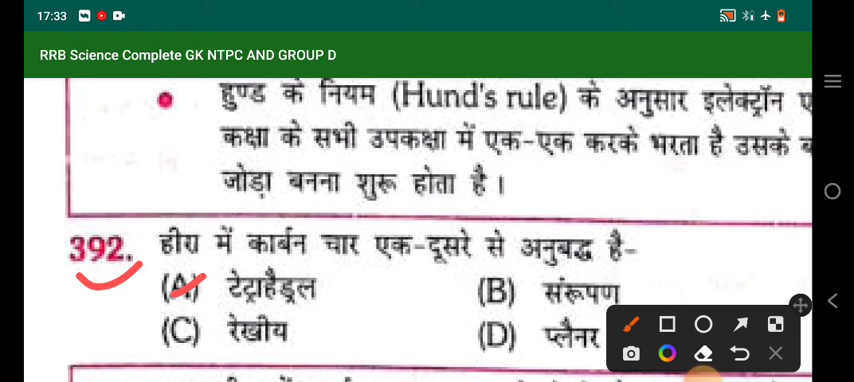 17:33
RRB Science Complete GK NTPC AND GROUP D
हुण्ड के नियम (Hund's rule) के अनुसार इलेक्ट्रॉन
कक्षा के सभी उपकक्षा में एक-एक करके भरता है उसके
जोड़ा बनना शुरू होता है।
392. हीरा में कार्बन चार एक-दूसरे से अनुबद्ध है-
(A) टेट्राहैड्रल (B) संरूपण
(C) रेखीय (D) प्लैनर